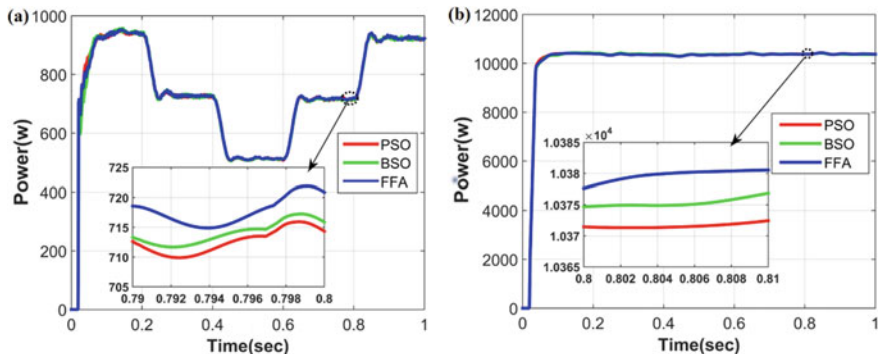 (a)
1000
800
600
400
200
0
Power(w)
PSO
BSO
FFA
725
720
715
710
705
0.79 0.792 0.794 0.796 0.798 0.8
0 0.2 0.4 0.6 0.8 1
Time(sec)
(b)
12000
10000
8000
6000
4000
2000
0
Power(w)
PSO
BSO
FFA
×10⁴
1.0385
1.038
1.0375
1.037
1.0365
0.8 0.802 0.804 0.806 0.808 0.81
0 0.2 0.4 0.6 0.8 1
Time(sec)